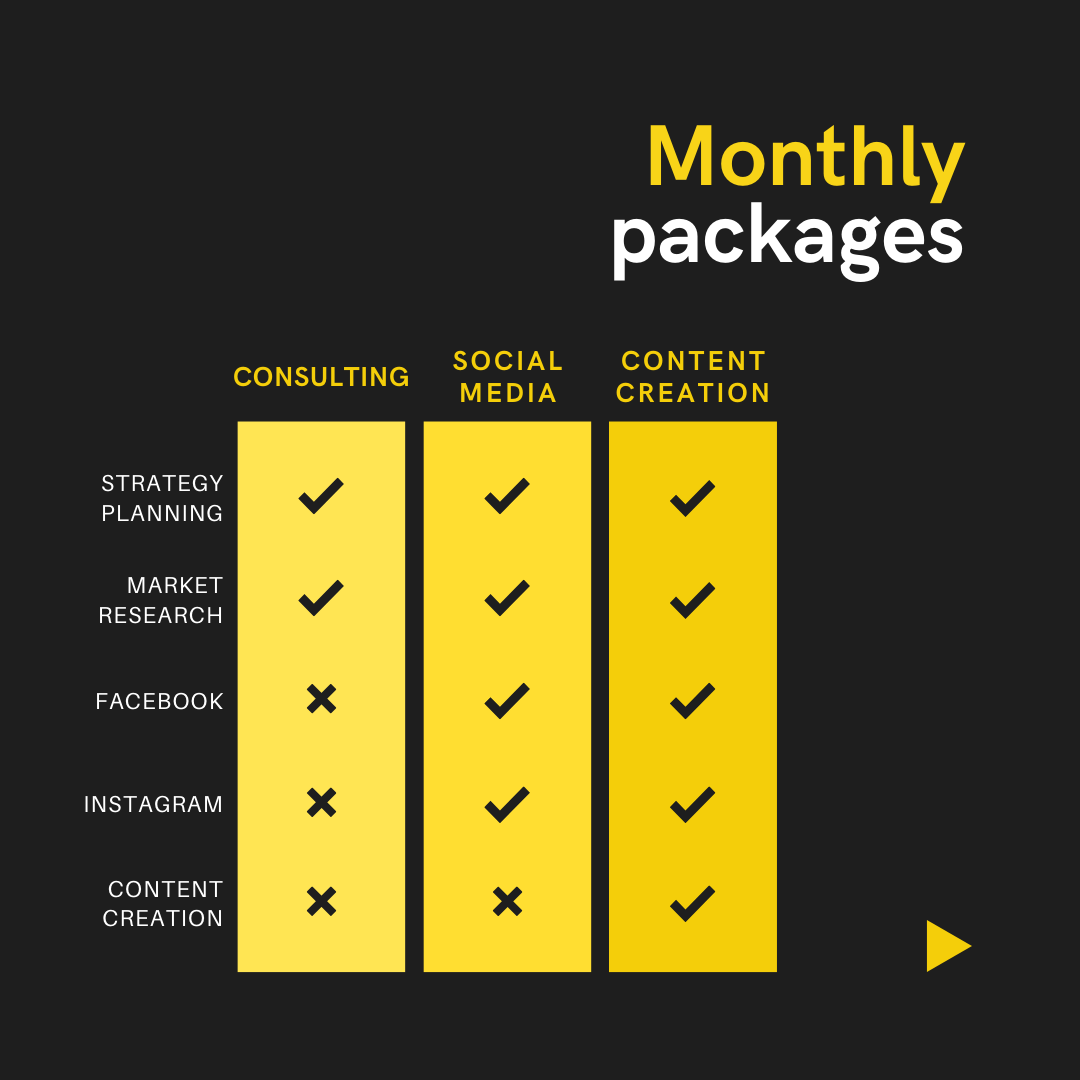 Monthly
packages
CONSULTING
SOCIAL
MEDIA
CONTENT
CREATION
STRATEGY
PLANNING
MARKET
RESEARCH
FACEBOOK
INSTAGRAM
CONTENT
CREATION